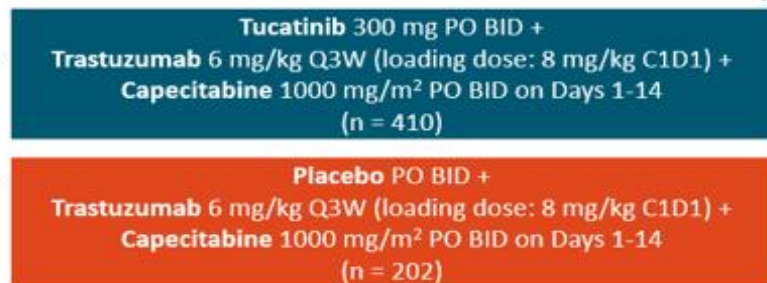 Tucatinib 300 mg PO BID +
Trastuzumab 6 mg/kg Q3W (loading dose: 8 mg/kg C1D1) +
Capecitabine 1000 mg/m² PO BID on Days 1-14
(n = 410)
Placebo PO BID +
Trastuzumab 6 mg/kg Q3W (loading dose: 8 mg/kg C1D1) +
Capecitabine 1000 mg/m² PO BID on Days 1-14
(n = 202)